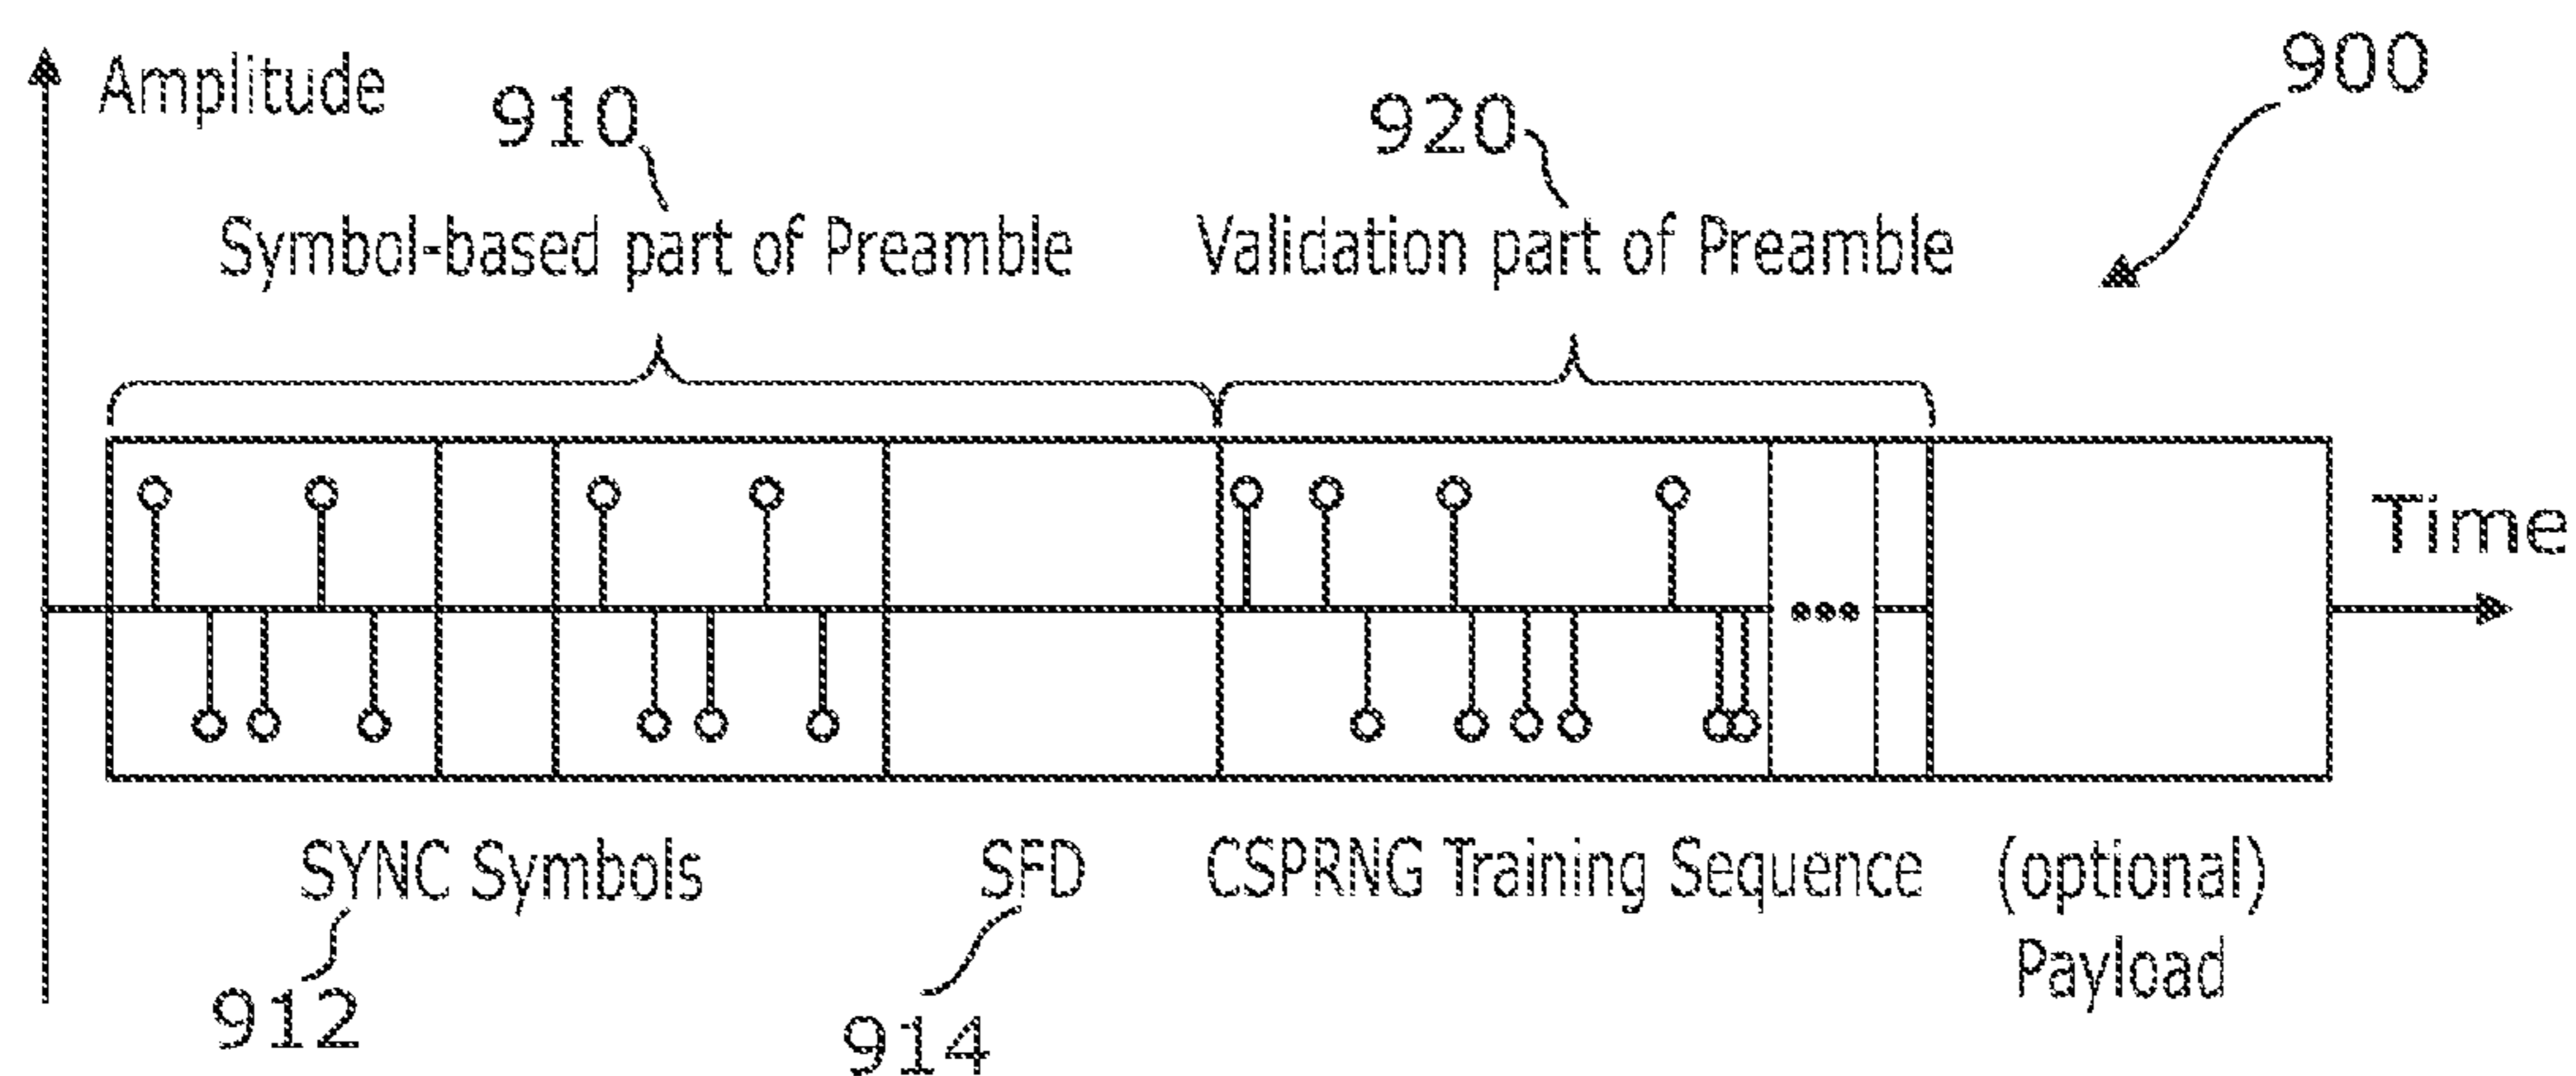 900
Amplitude
910
920
Symbol-based part of Preamble
Validation part of Preamble
Time
SYNC Symbols
SFD
CSPRNG Training Sequence
(optional)
Payload
912
914